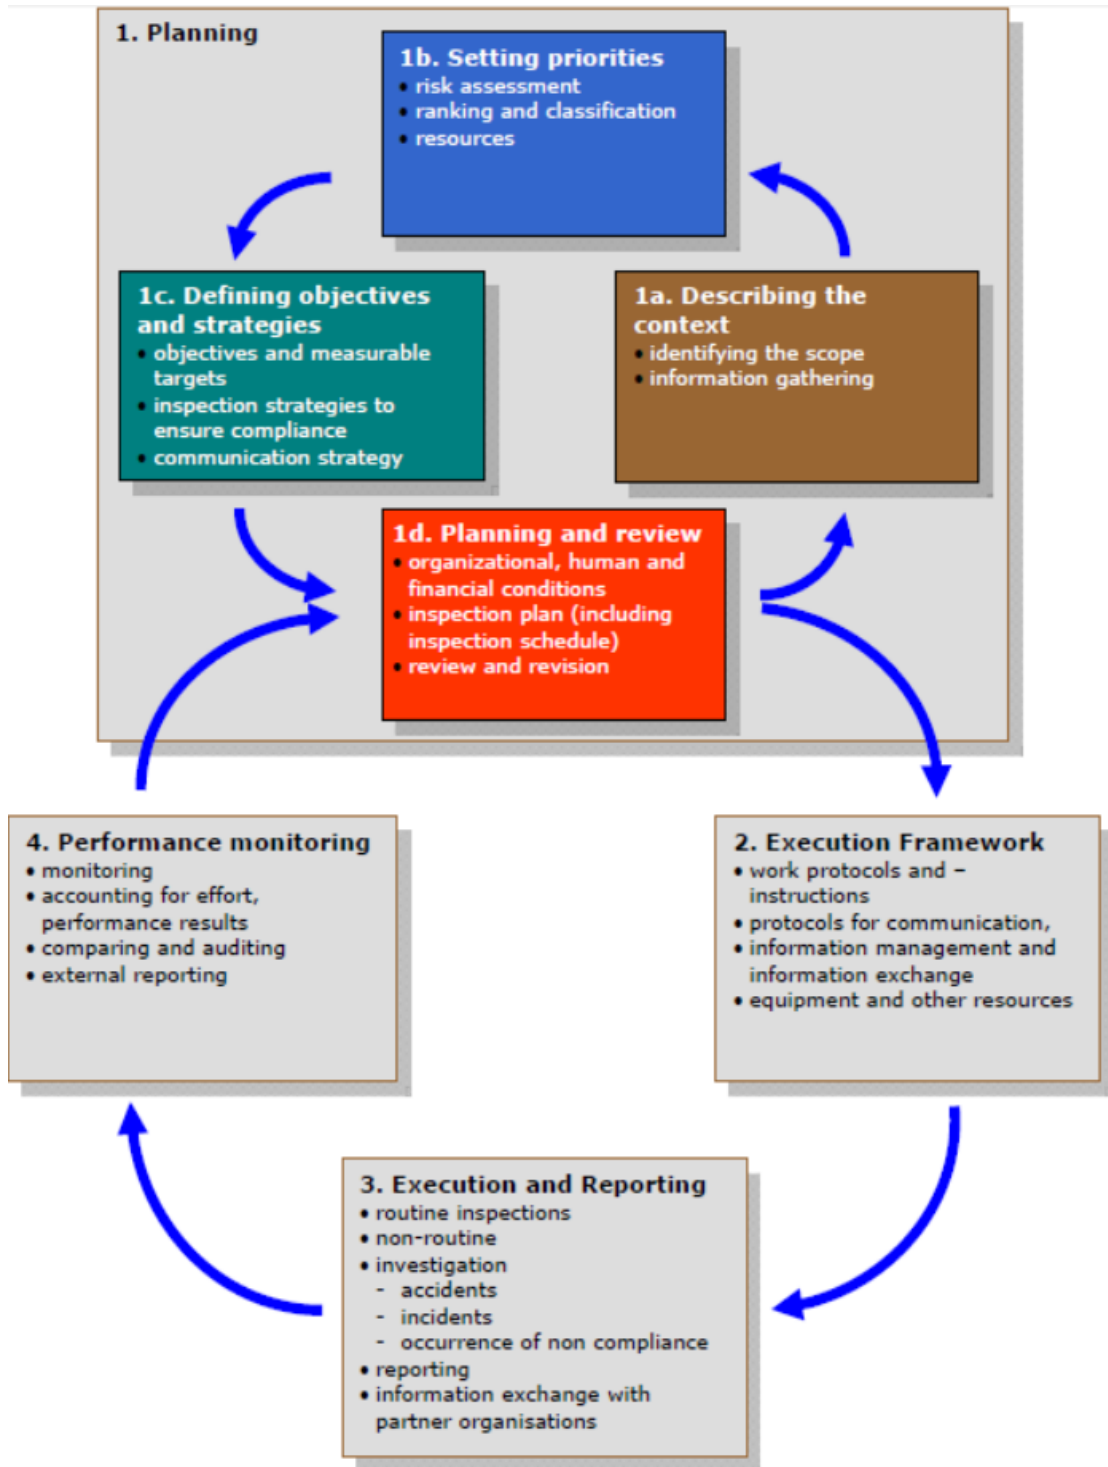 1. Planning
1b. Setting priorities
• risk assessment
• ranking and classification
• resources
1c. Defining objectives
and strategies
• objectives and measurable
targets
• inspection strategies to
ensure compliance
• communication strategy
1a. Describing the
context
• identifying the scope
• information gathering
1d. Planning and review
• organizational, human and
financial conditions
• inspection plan (including
inspection schedule)
• review and revision
4. Performance monitoring
• monitoring
• accounting for effort,
performance results
• comparing and auditing
• external reporting
2. Execution Framework
• work protocols and –
instructions
• protocols for communication,
• information management and
information exchange
• equipment and other resources
3. Execution and Reporting
• routine inspections
• non-routine
• investigation
- accidents
- incidents
- occurrence of non compliance
• reporting
• information exchange with
partner organisations